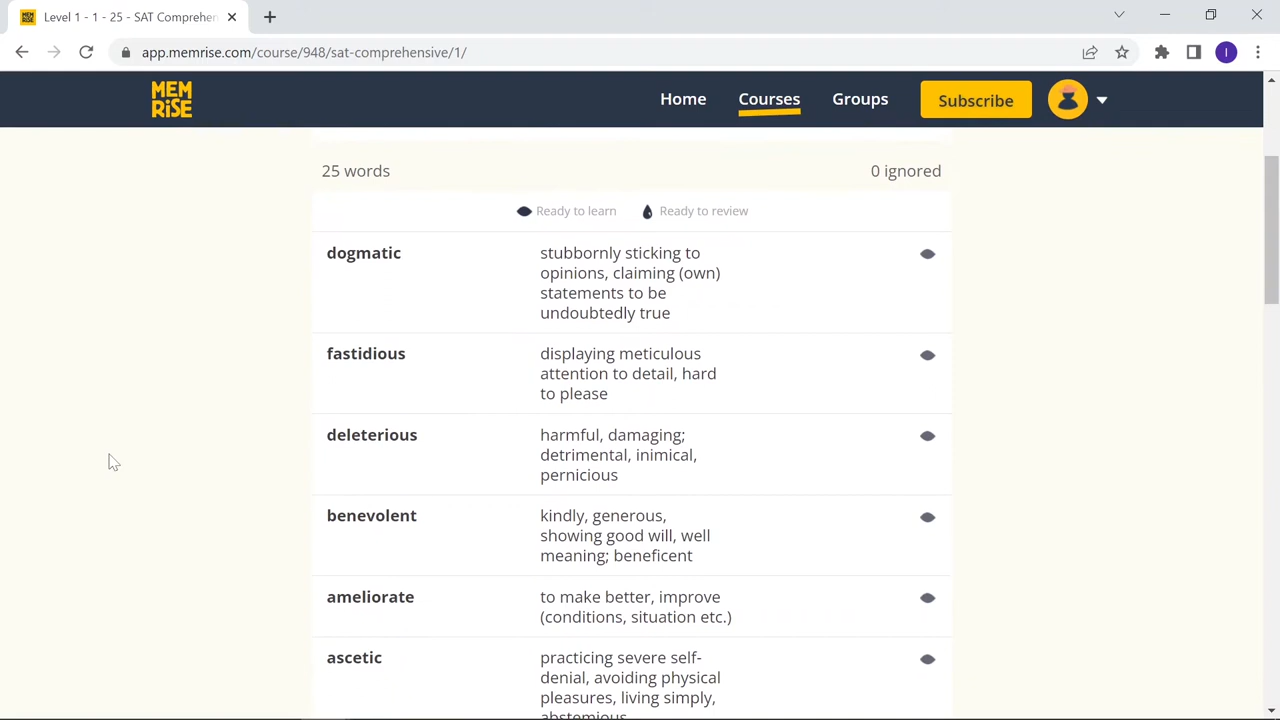 Level 1 - 1 - 25 - SAT Comprehen
app.memrise.com/course/948/sat-comprehensive/1/
I
MEM
RiSE
Home
Courses
Groups
Subscribe
25 words
0 ignored
Ready to learn
Ready to review
dogmatic
stubbornly sticking to
opinions, claiming (own)
statements to be
undoubtedly true
fastidious
displaying meticulous
attention to detail, hard
to please
deleterious
harmful, damaging;
detrimental, inimical,
pernicious
benevolent
kindly, generous,
showing good will, well
meaning; beneficent
ameliorate
to make better, improve
(conditions, situation etc.)
ascetic
practicing severe self-
denial, avoiding physical
pleasures, living simply,
abstemious